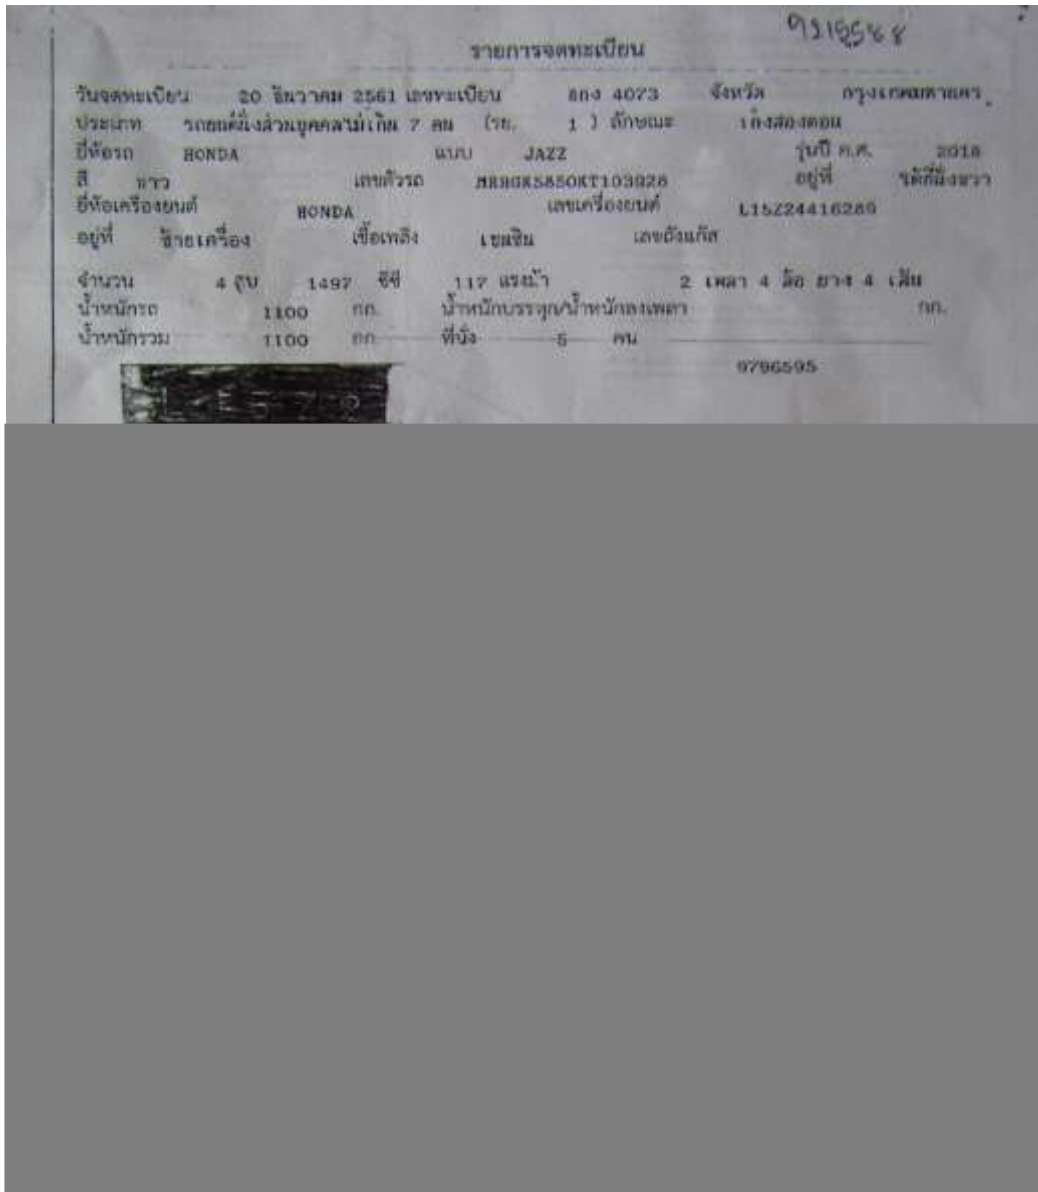 รายการจดทะเบียน
วันจดทะเบียน 20 ธันวาคม 2561 เลขทะเบียน 8กง 4073 จังหวัด กรุงเทพมหานคร
ประเภท รถยนต์นั่งส่วนบุคคลไม่เกิน 7 คน (รย. 1 ) ลักษณะ เก๋งสองตอน
ยี่ห้อรถ HONDA แบบ JAZZ รุ่นปี ค.ศ. 2018
สี ขาว เลขตัวรถ อยู่ที่ ใต้ที่นั่งขวา
ยี่ห้อเครื่องยนต์ HONDA เลขเครื่องยนต์ L15Z24416289
อยู่ที่ ซ้ายเครื่อง เชื้อเพลิง เบนซิน เลขถังแก๊ส
จำนวน 4 สูบ 1497 ซีซี 117 แรงม้า 2 เพลา 4 ล้อ ยาง 4 เส้น
น้ำหนักรถ 1100 กก. น้ำหนักบรรทุก/น้ำหนักลงเพลา กก.
น้ำหนักรวม 1100 กก. ที่นั่ง 5 คน
9796595